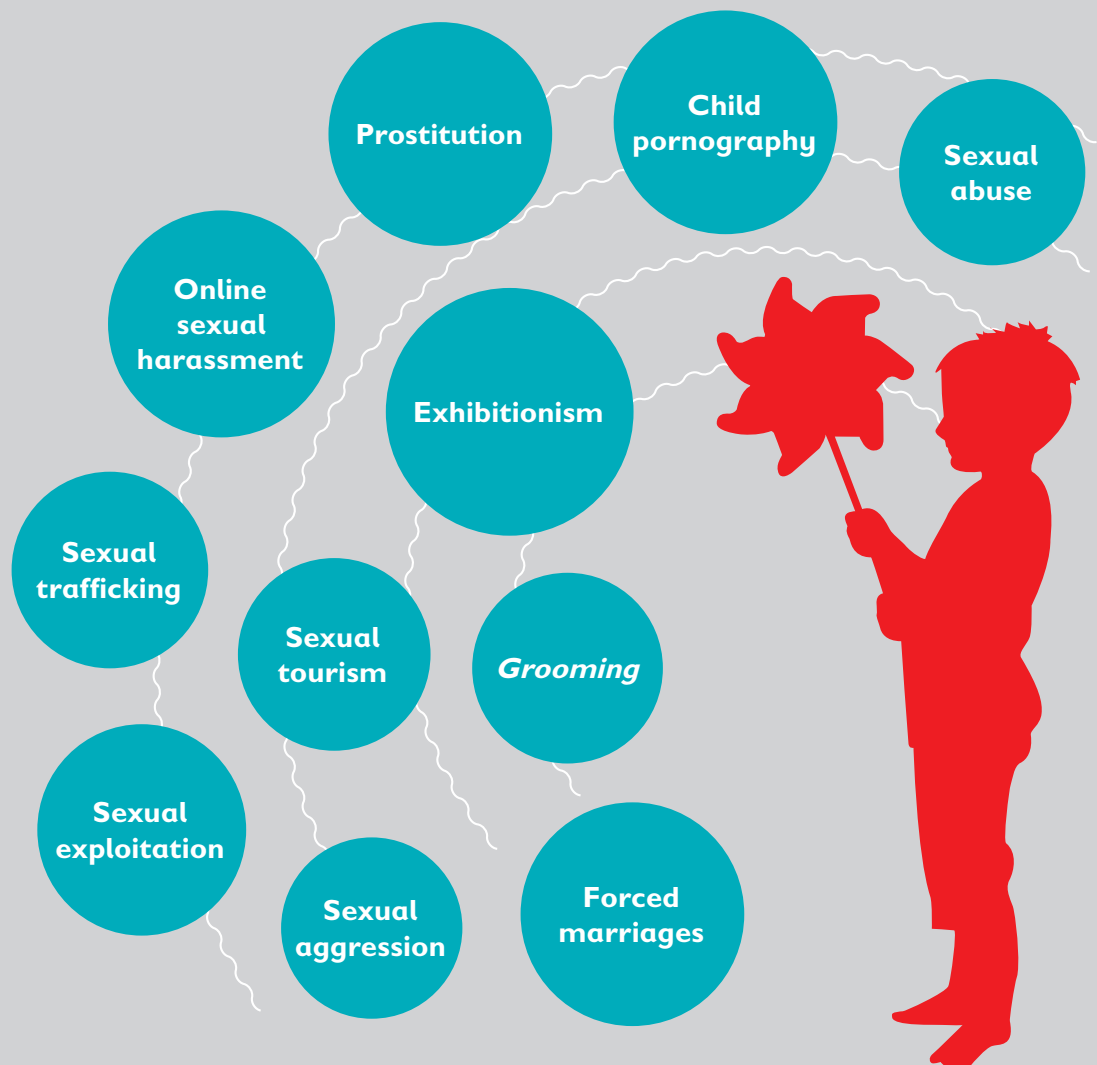 Prostitution
Child
pornography
Sexual
abuse
Online
sexual
harassment
Exhibitionism
Sexual
trafficking
Sexual
tourism
Grooming
Sexual
exploitation
Sexual
aggression
Forced
marriages